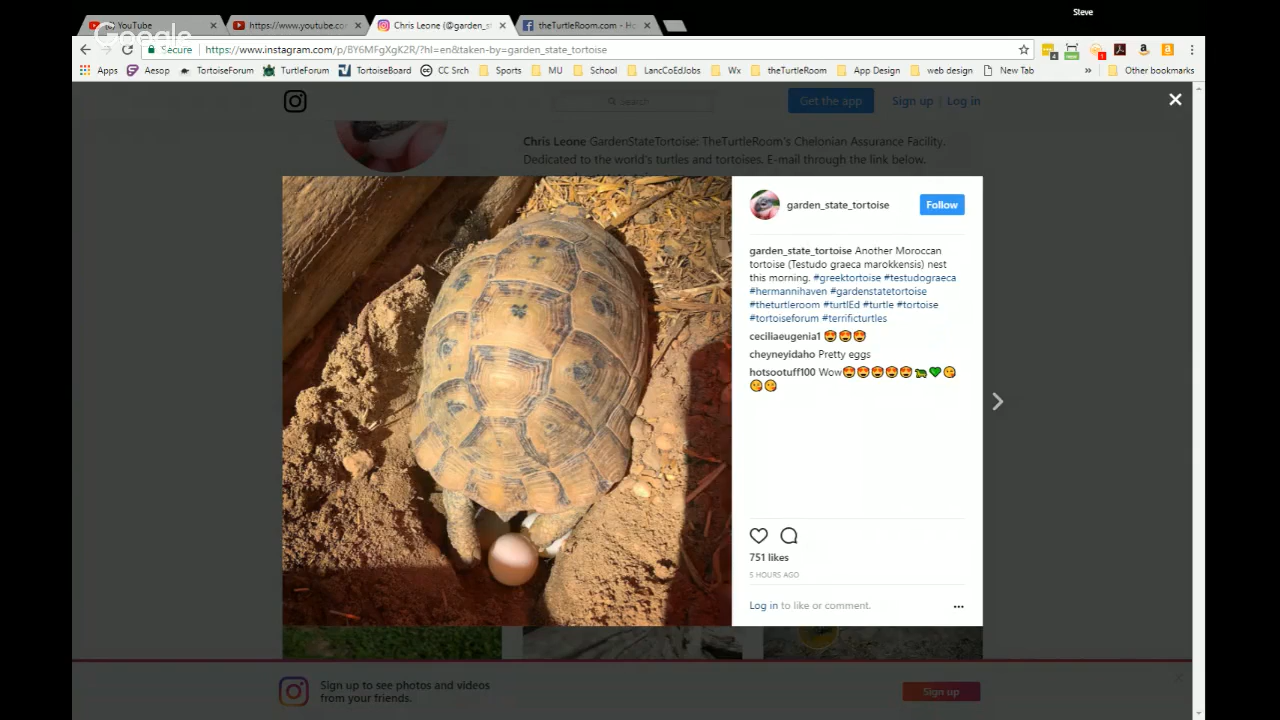 Steve
YouTube
https://www.youtube.co
Chris Leone (@garden_st
theTurtleRoom.com - Ho
Google
Secure
https://www.instagram.com/p/BY6MFgXgK2R/?hl=en&taken-by=garden_state_tortoise
Apps
Aesop
TortoiseForum
TurtleForum
TortoiseBoard
CC Srch
Sports
MU
School
LancCoEdJobs
Wx
theTurtleRoom
App Design
web design
New Tab
»
Other bookmarks
Search
Get the app
Sign up | Log in
Chris Leone GardenStateTortoise: TheTurtleRoom's Chelonian Assurance Facility.
Dedicated to the world's turtles and tortoises. E-mail through the link below.
garden_state_tortoise
Follow
garden_state_tortoise Another Moroccan
tortoise (Testudo graeca marokkensis) nest
this morning. #greektortoise #testudograeca
#hermannihaven #gardenstatetortoise
#theturtleroom #turtlEd #turtle #tortoise
#tortoiseforum #terrificturtles
ceciliaeugenia1 😍😍😍
cheyneyidaho Pretty eggs
hotsootuff100 Wow😍😍😍😍😍🐢💚😘
😘😘
751 likes
5 HOURS AGO
Log in to like or comment.
Sign up to see photos and videos
from your friends.
Sign up